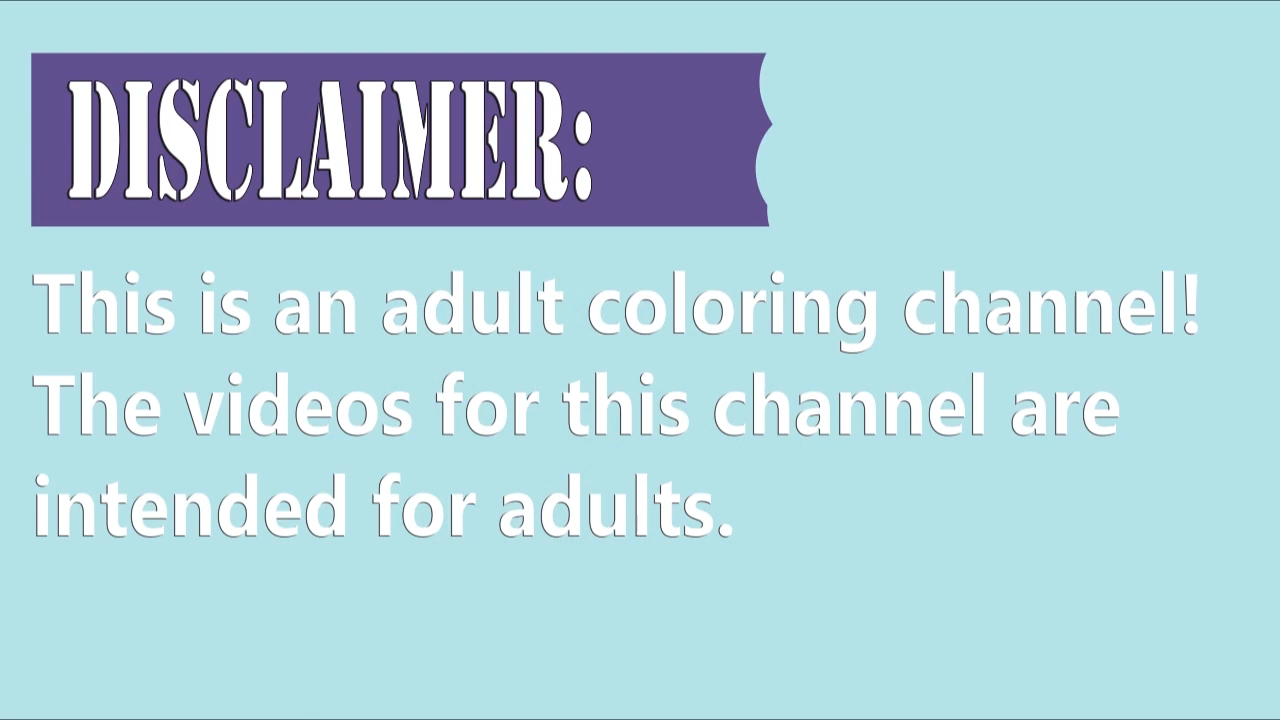 DISCLAIMER:
This is an adult coloring channel!
The videos for this channel are
intended for adults.